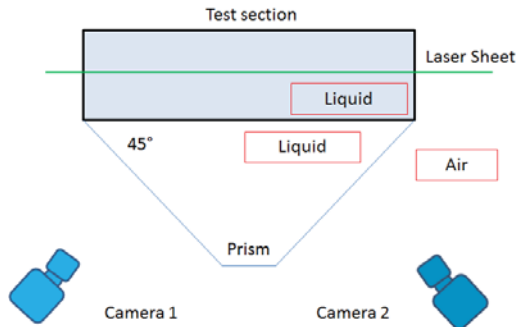 Test section
Laser Sheet
Liquid
45°
Liquid
Air
Prism
Camera 1
Camera 2